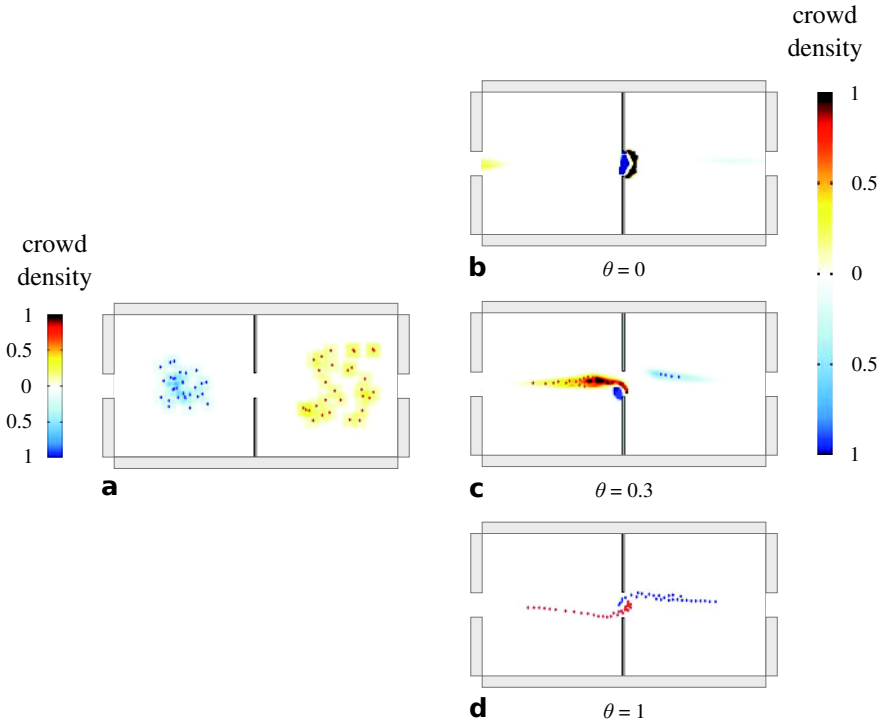 crowd
density
1
0.5
0
0.5
1
a
b
θ = 0
c
θ = 0.3
d
θ = 1
crowd
density
1
0.5
0
0.5
1